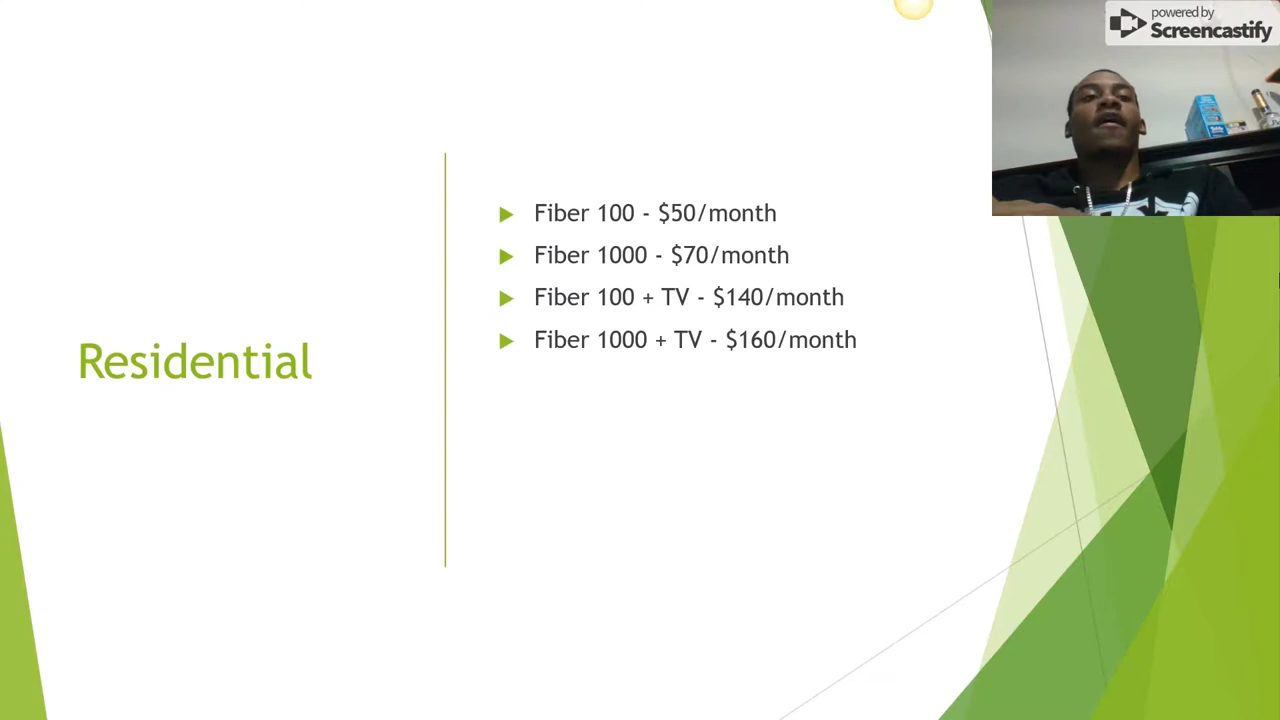 powered by
Screencastify
Fiber 100 - $50/month
Fiber 1000 - $70/month
Fiber 100 + TV - $140/month
Fiber 1000 + TV - $160/month
Residential